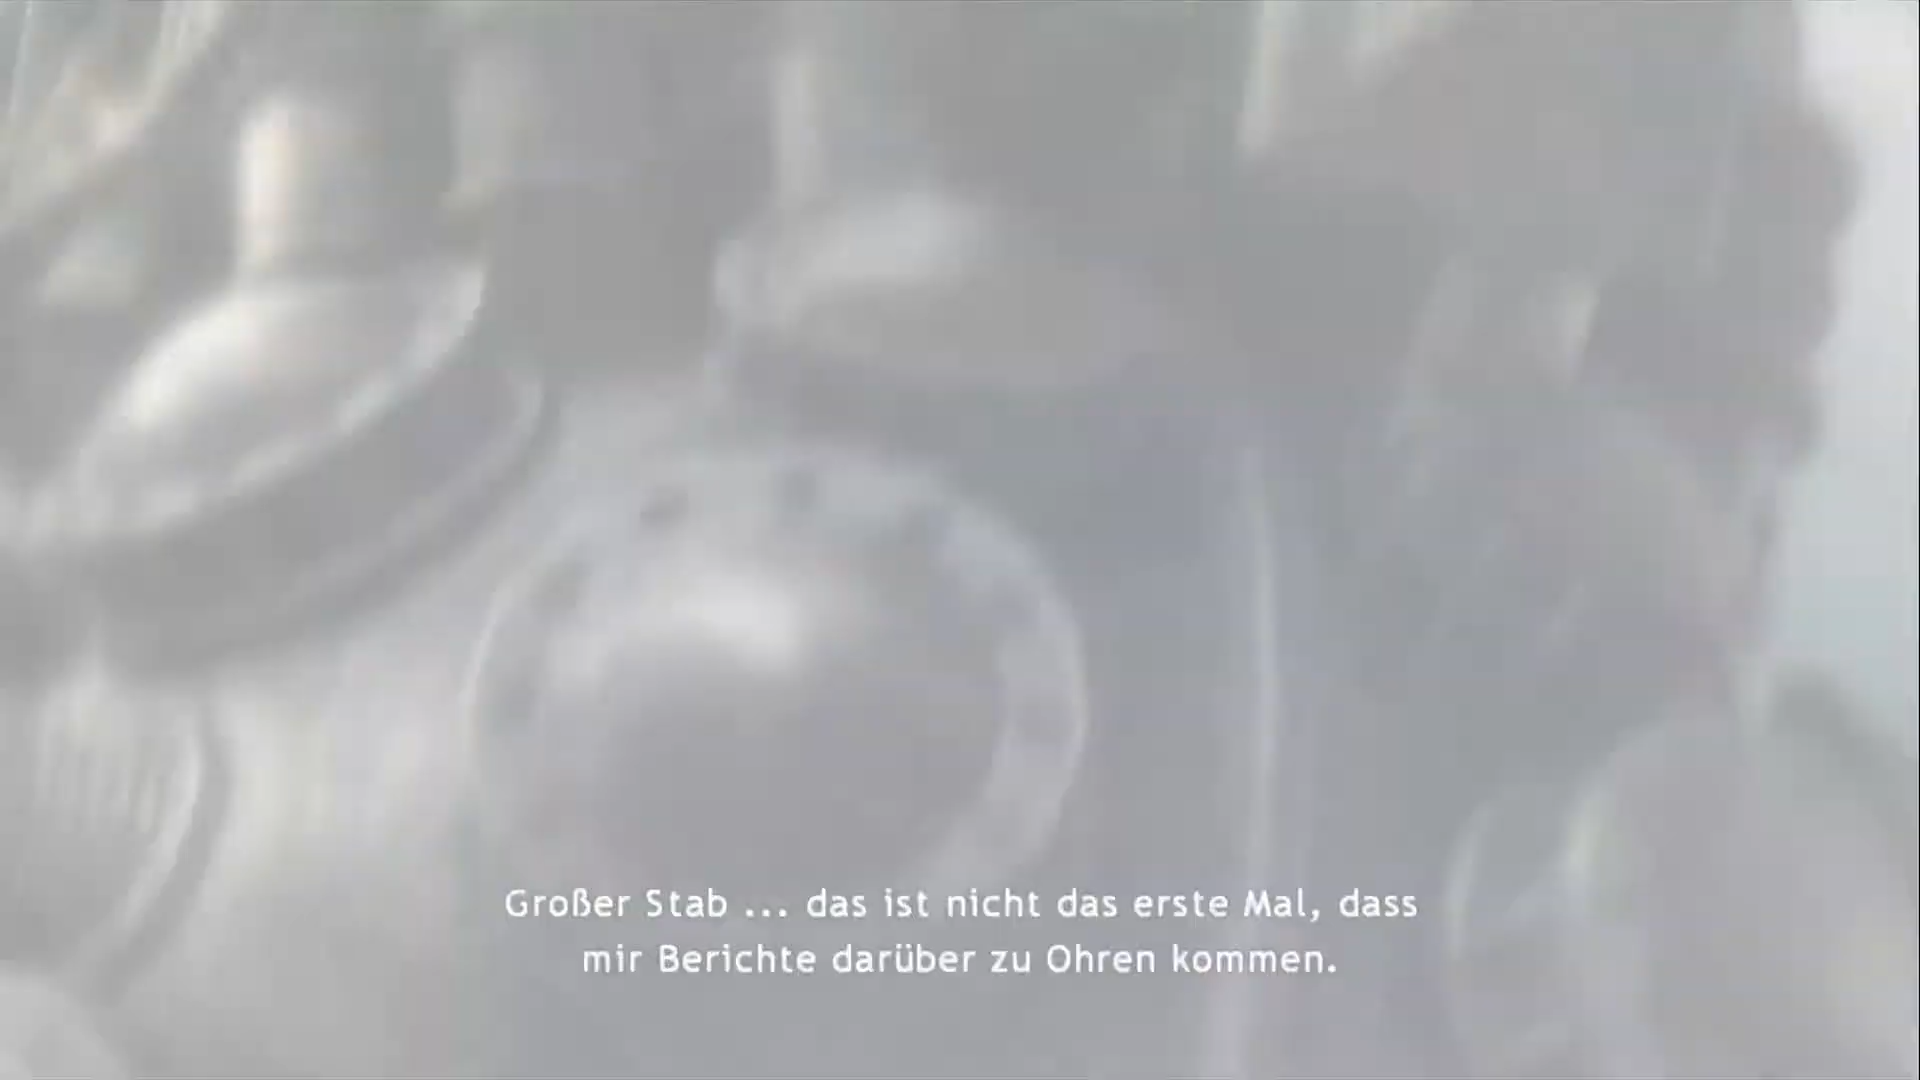 Großer Stab ... das ist nicht das erste Mal, dass
mir Berichte darüber zu Ohren kommen.